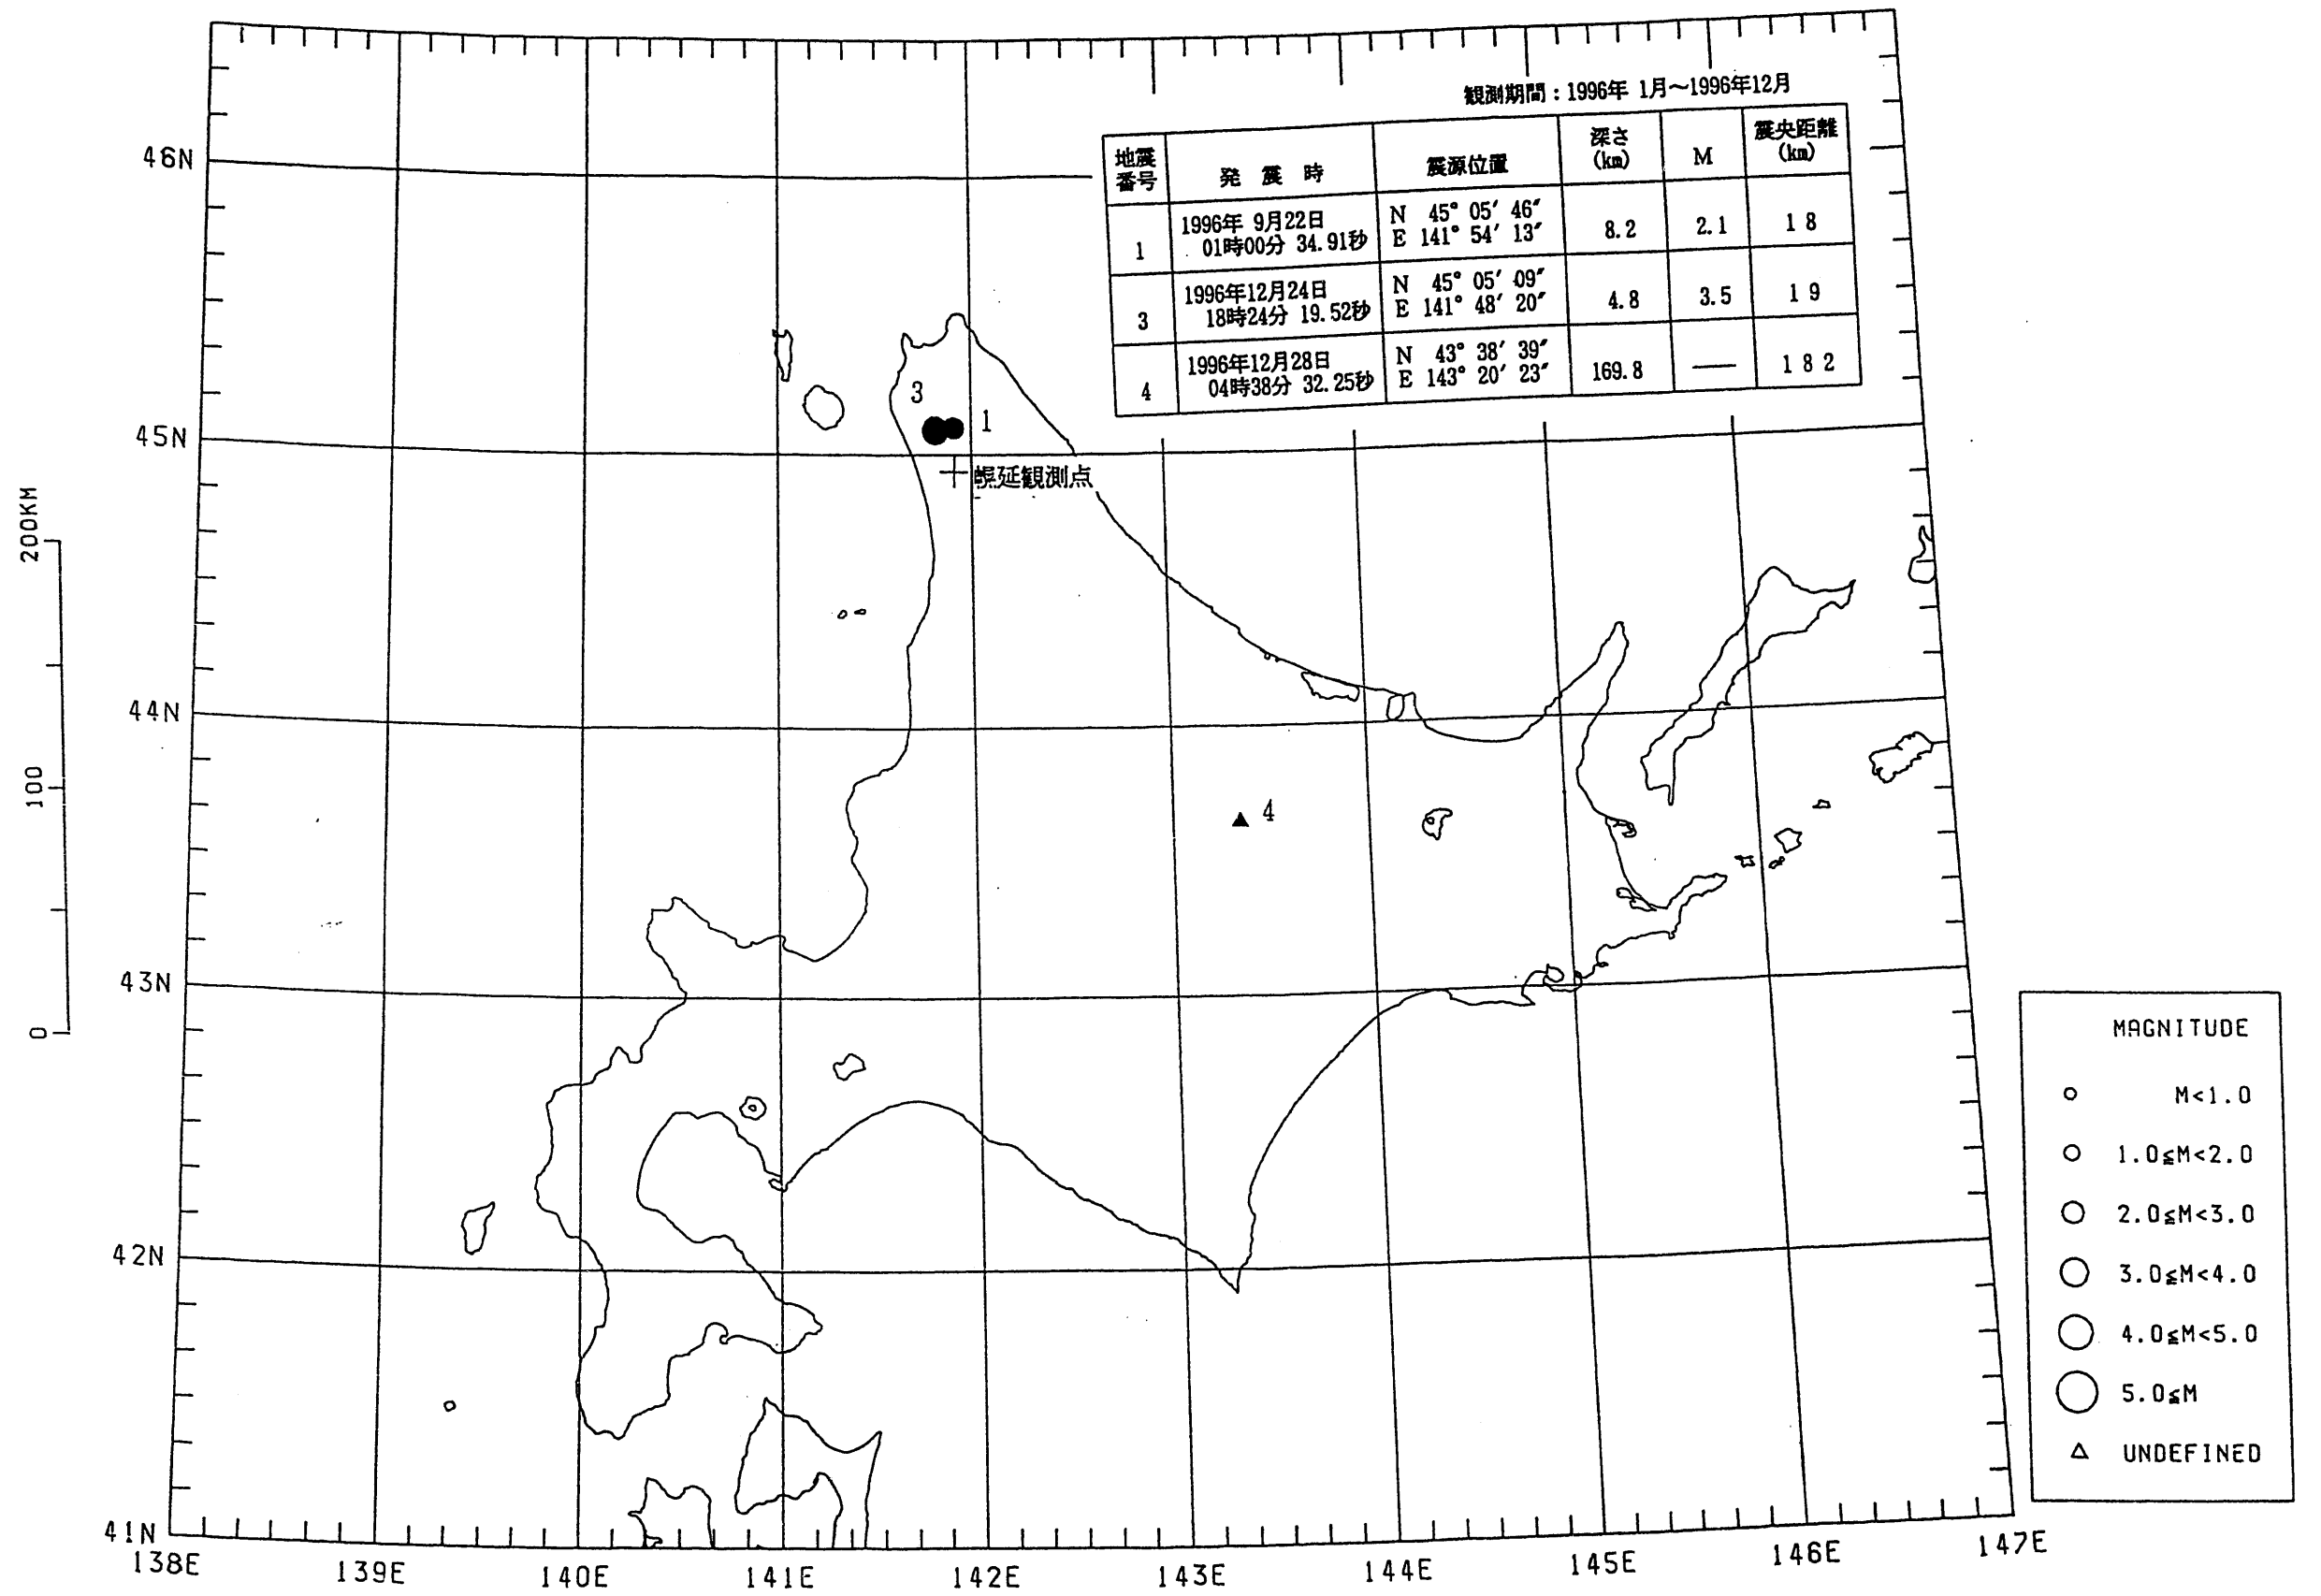 観測期間：1996年 1月～1996年12月
地震番号 発 震 時 震源位置 深さ(km) M 震央距離(km)
1 1996年 9月22日 01時00分 34.91秒 N 45° 05′ 46″ E 141° 54′ 13″ 8.2 2.1 18
3 1996年12月24日 18時24分 19.52秒 N 45° 05′ 09″ E 141° 48′ 20″ 4.8 3.5 19
4 1996年12月28日 04時38分 32.25秒 N 43° 38′ 39″ E 143° 20′ 23″ 169.8 — 182
46N
45N
44N
43N
42N
41N
138E 139E 140E 141E 142E 143E 144E 145E 146E 147E
200KM
100
0
3
1
幌延観測点
4
MAGNITUDE
M<1.0
1.0≦M<2.0
2.0≦M<3.0
3.0≦M<4.0
4.0≦M<5.0
5.0≦M
UNDEFINED